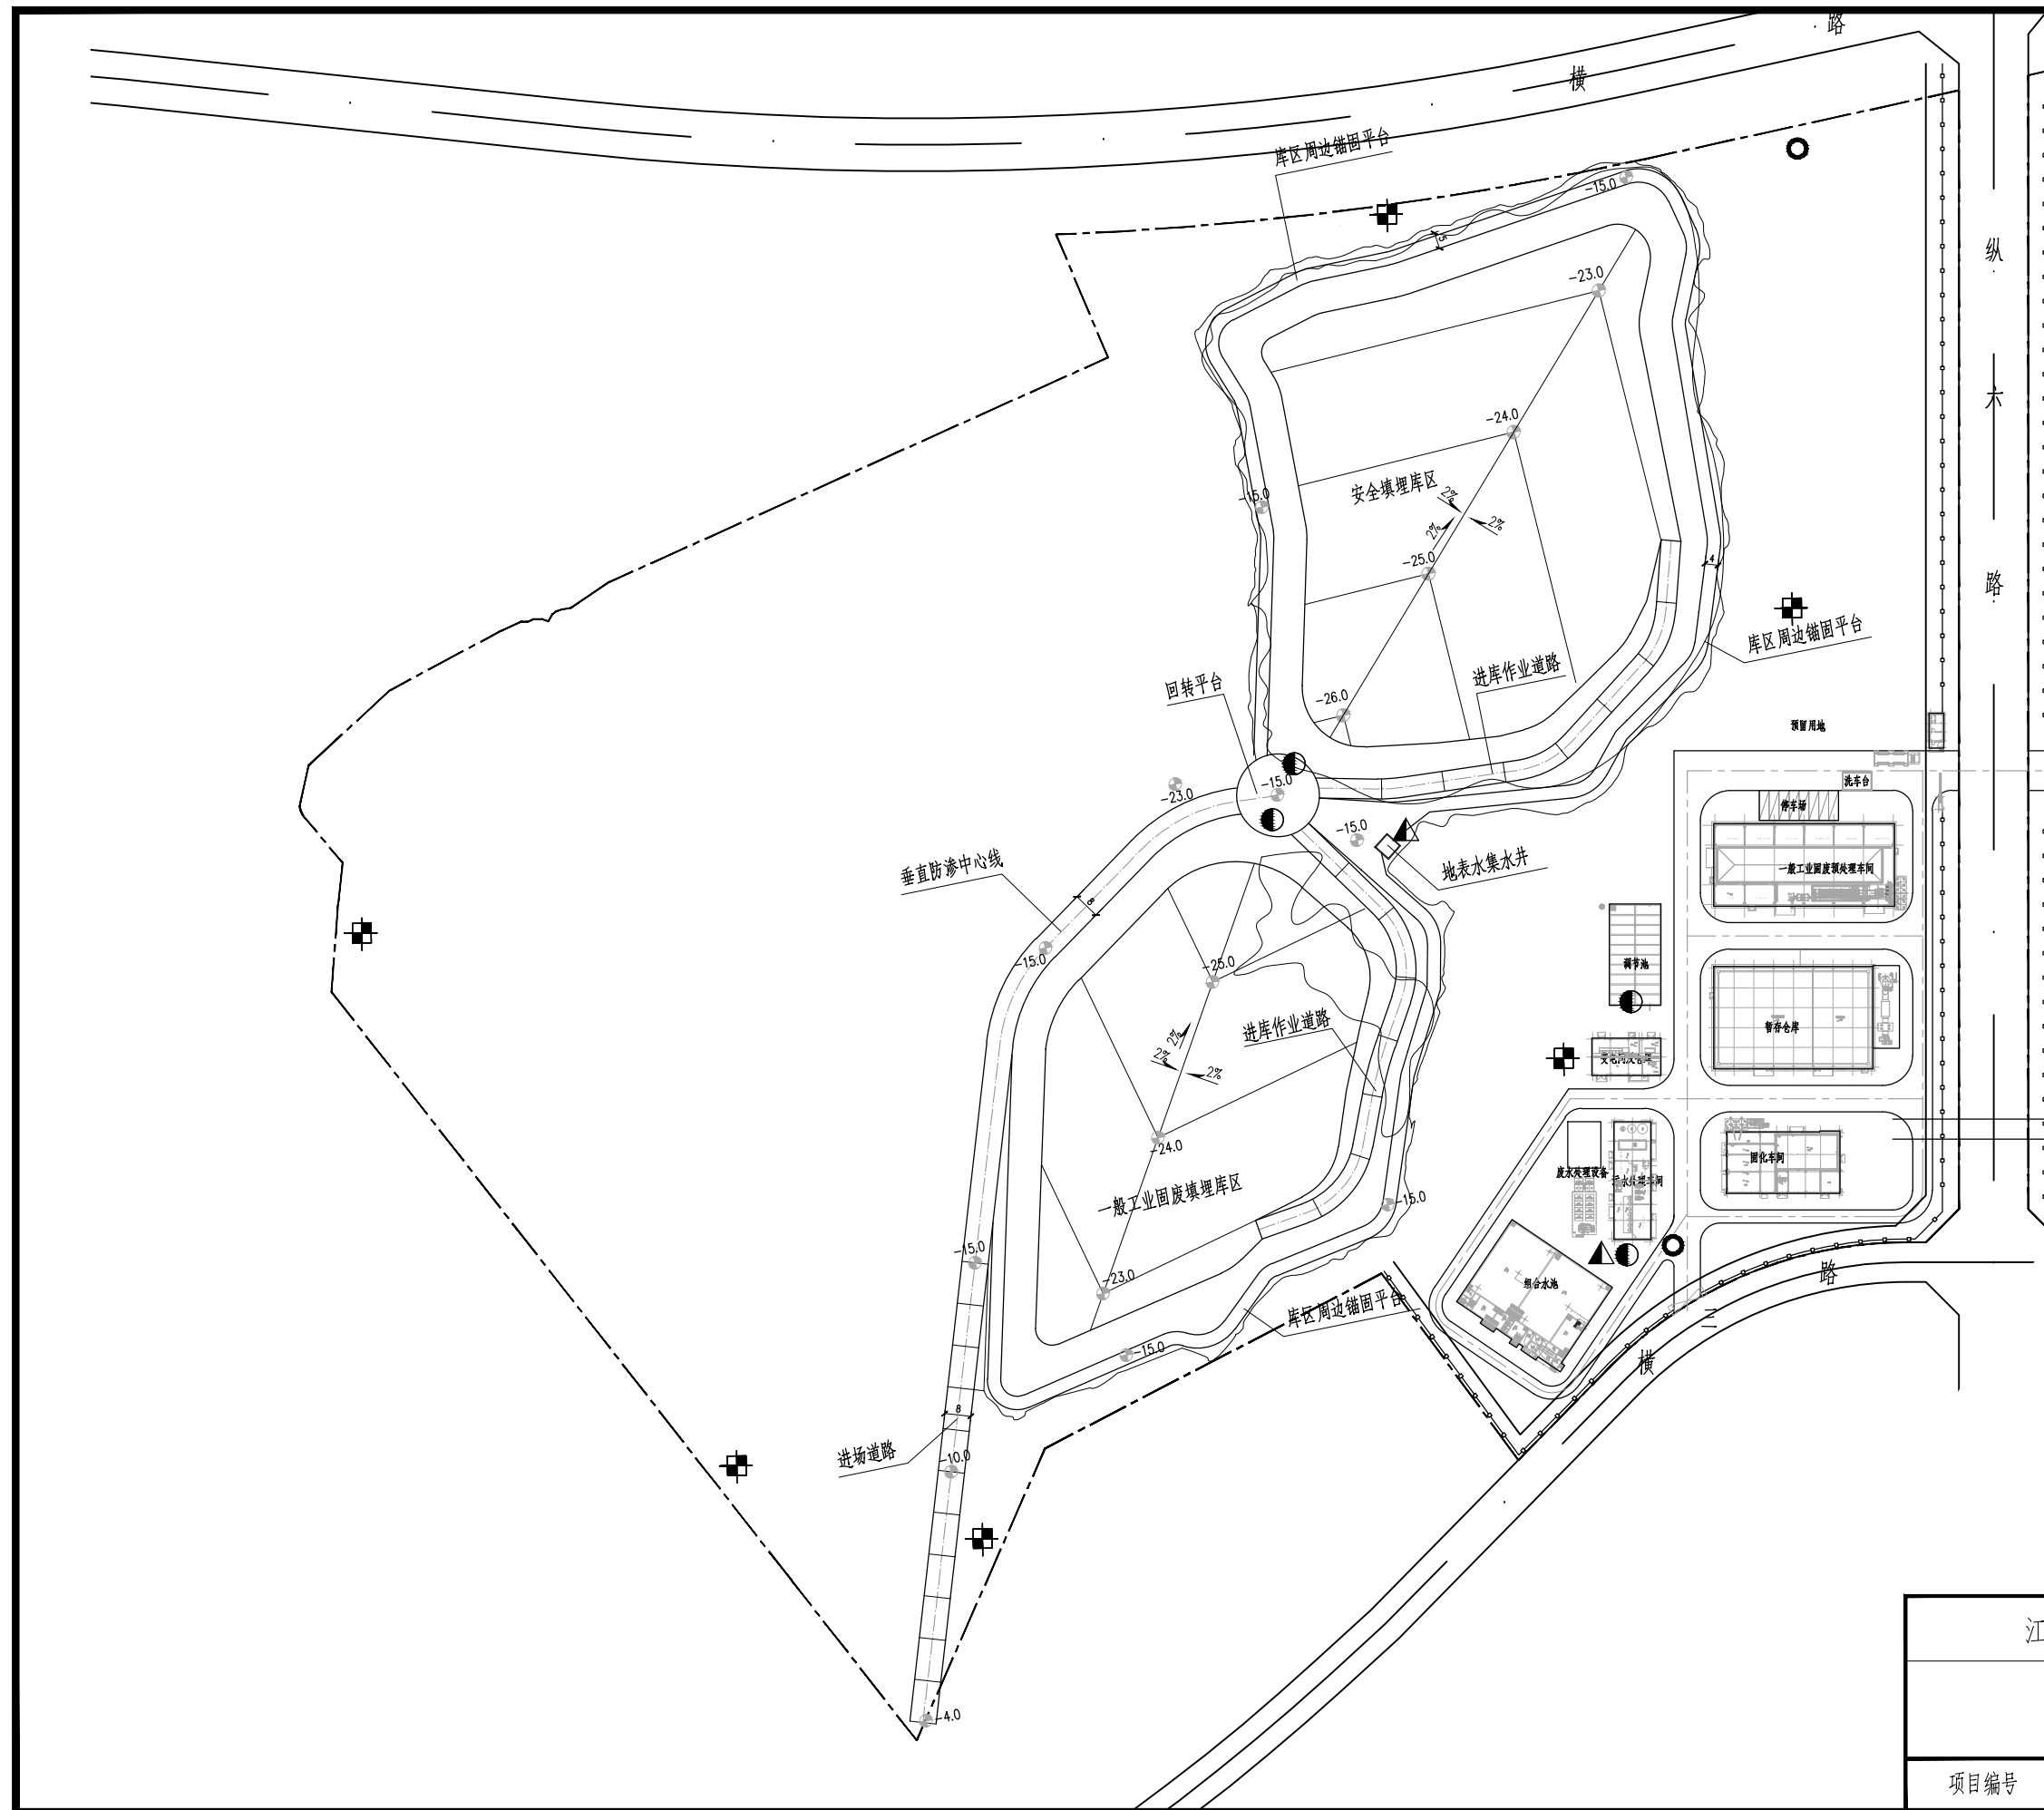 路
横
库区周边锚固平台
-15.0
5
纵
-23.0
六
-24.0
安全填埋库区
-15.0
2%
2%
2%
-25.0
4
路
库区周边锚固平台
进库作业道路
回转平台
-26.0
预留用地
洗车台
-15.0
-23.0
停车场
-15.0
地表水集水井
垂直防渗中心线
一般工业固废预处理车间
8
-15.0
-25.0
调节池
进库作业道路
暂存仓库
2%
2%
2%
-24.0
固化车间
废水处理设备
一般工业固废填埋库区
-15.0
-15.0
-23.0
路
组合水池
库区周边锚固平台
二
-15.0
横
8
进场道路
-10.0
江
-4.0
项目编号